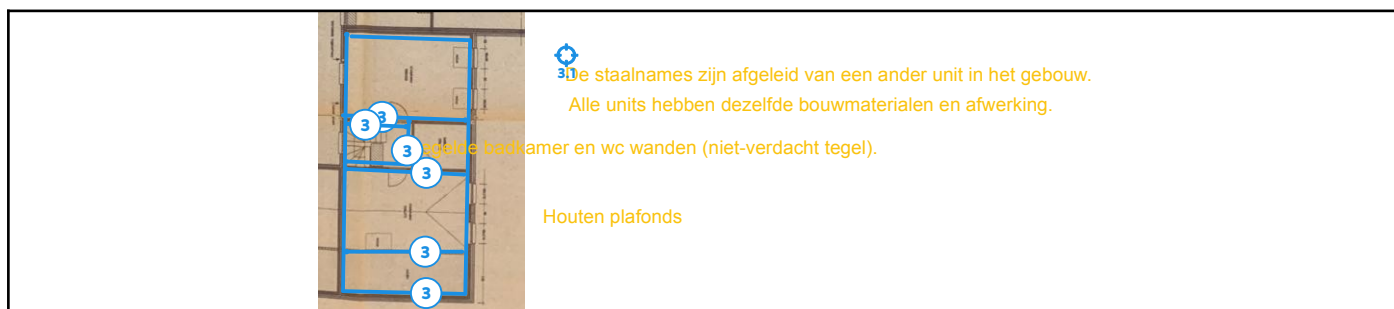 3.1
De staalnames zijn afgeleid van een ander unit in het gebouw.
Alle units hebben dezelfde bouwmaterialen en afwerking.
3
3
3
badkamer en wc wanden (niet-verdacht tegel).
3
Houten plafonds
3
3